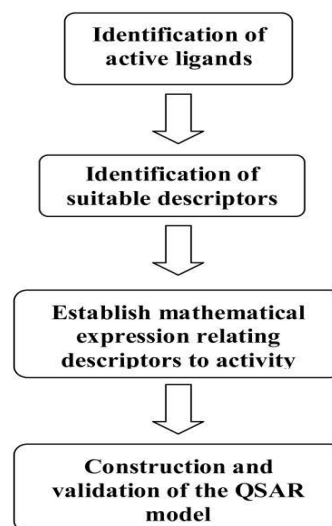 Identification of
active ligands
Identification of
suitable descriptors
Establish mathematical
expression relating
descriptors to activity
Construction and
validation of the QSAR
model